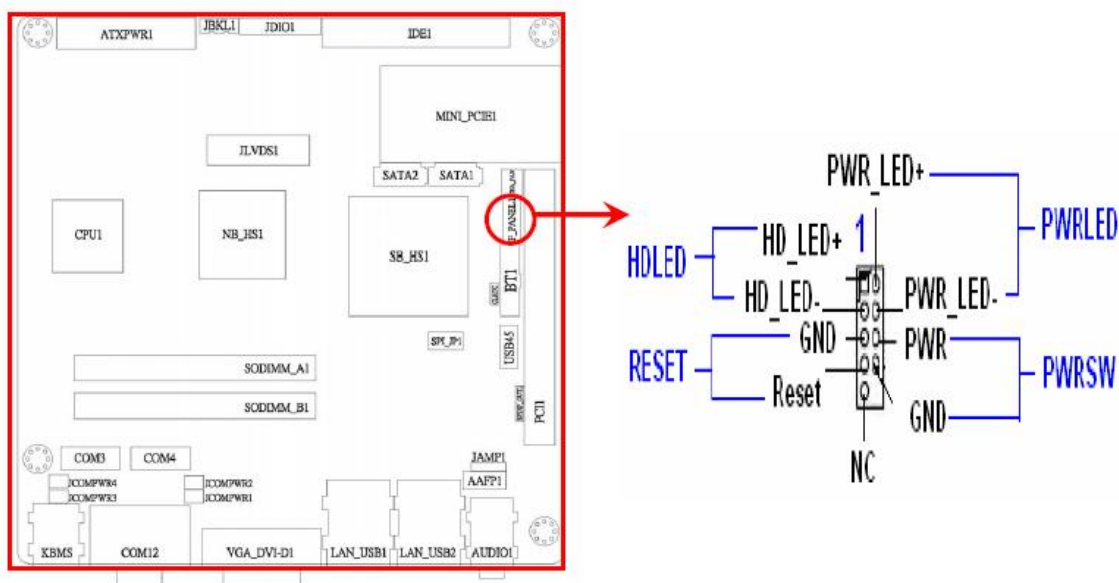 ATXPWR1
JBKL1
JDIO1
IDE1
MINI_PCIE1
JLVDS1
SATA2
SATA1
CPU1
NB_HS1
SB_HS1
BT1
SPI_JP1
USB45
SODIMM_A1
SODIMM_B1
PCI1
COM3
COM4
JAMP1
AAFP1
JCOMPWR4
JCOMPWR3
JCOMPWR2
JCOMPWR1
KBMS
COM12
VGA_DVI-D1
LAN_USB1
LAN_USB2
AUDIO1
PWR_LED+
HD_LED+
1
PWRLED
HDLED
HD_LED-
PWR_LED-
GND
PWR
RESET
Reset
PWRSW
GND
NC